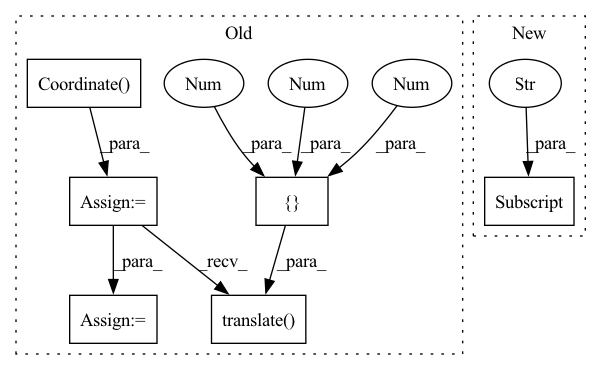 Old
New
Coordinate()
Num
Num
Num
Str
_para_
_para_
_para_
_para_
_para_
Assign:=
{}
Subscript
_para_
_recv_
_para_
Assign:=
translate()